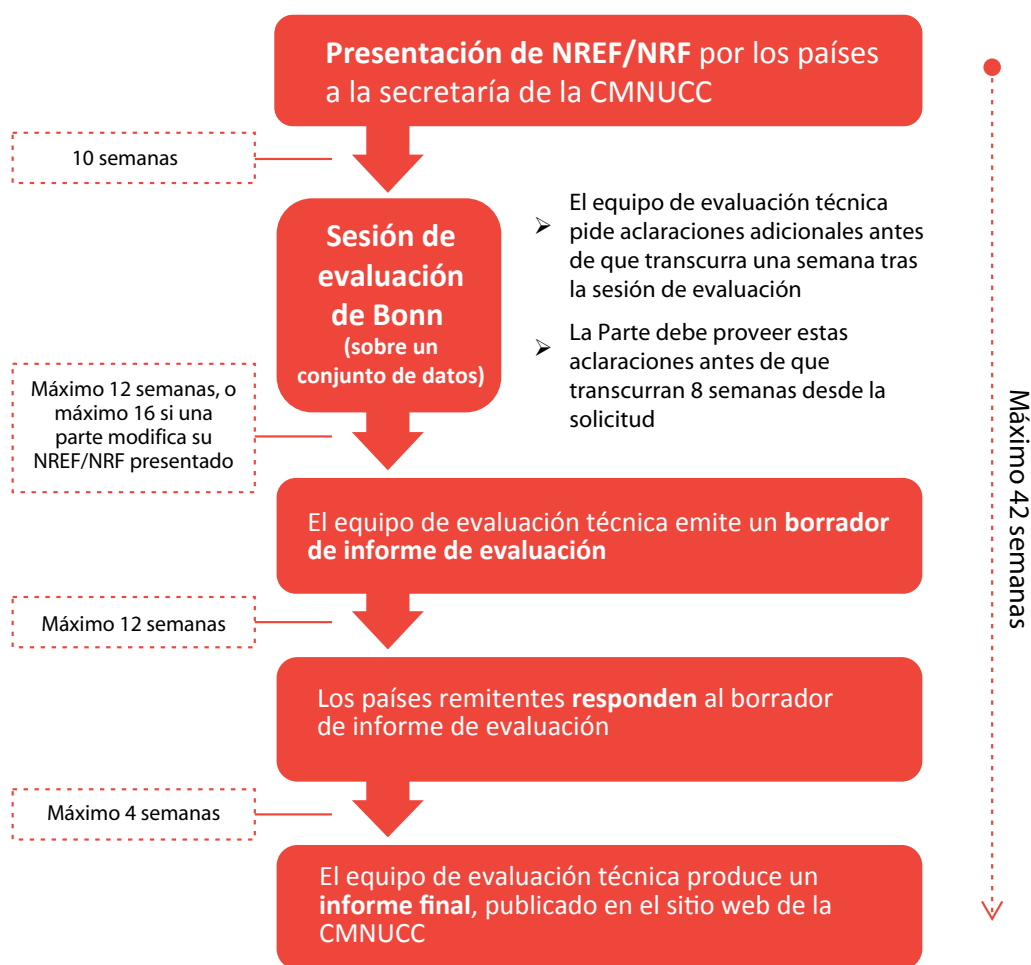 Presentación de NREF/NRF por los países
a la secretaría de la CMNUCC
10 semanas
Sesión de
evaluación
de Bonn
(sobre un
conjunto de datos)
➢ El equipo de evaluación técnica
pide aclaraciones adicionales antes
de que transcurra una semana tras
la sesión de evaluación
➢ La Parte debe proveer estas
aclaraciones antes de que
transcurran 8 semanas desde la
solicitud
Máximo 12 semanas, o
máximo 16 si una
parte modifica su
NREF/NRF presentado
El equipo de evaluación técnica emite un borrador
de informe de evaluación
Máximo 12 semanas
Los países remitentes responden al borrador
de informe de evaluación
Máximo 4 semanas
El equipo de evaluación técnica produce un
informe final, publicado en el sitio web de la
CMNUCC
Máximo 42 semanas